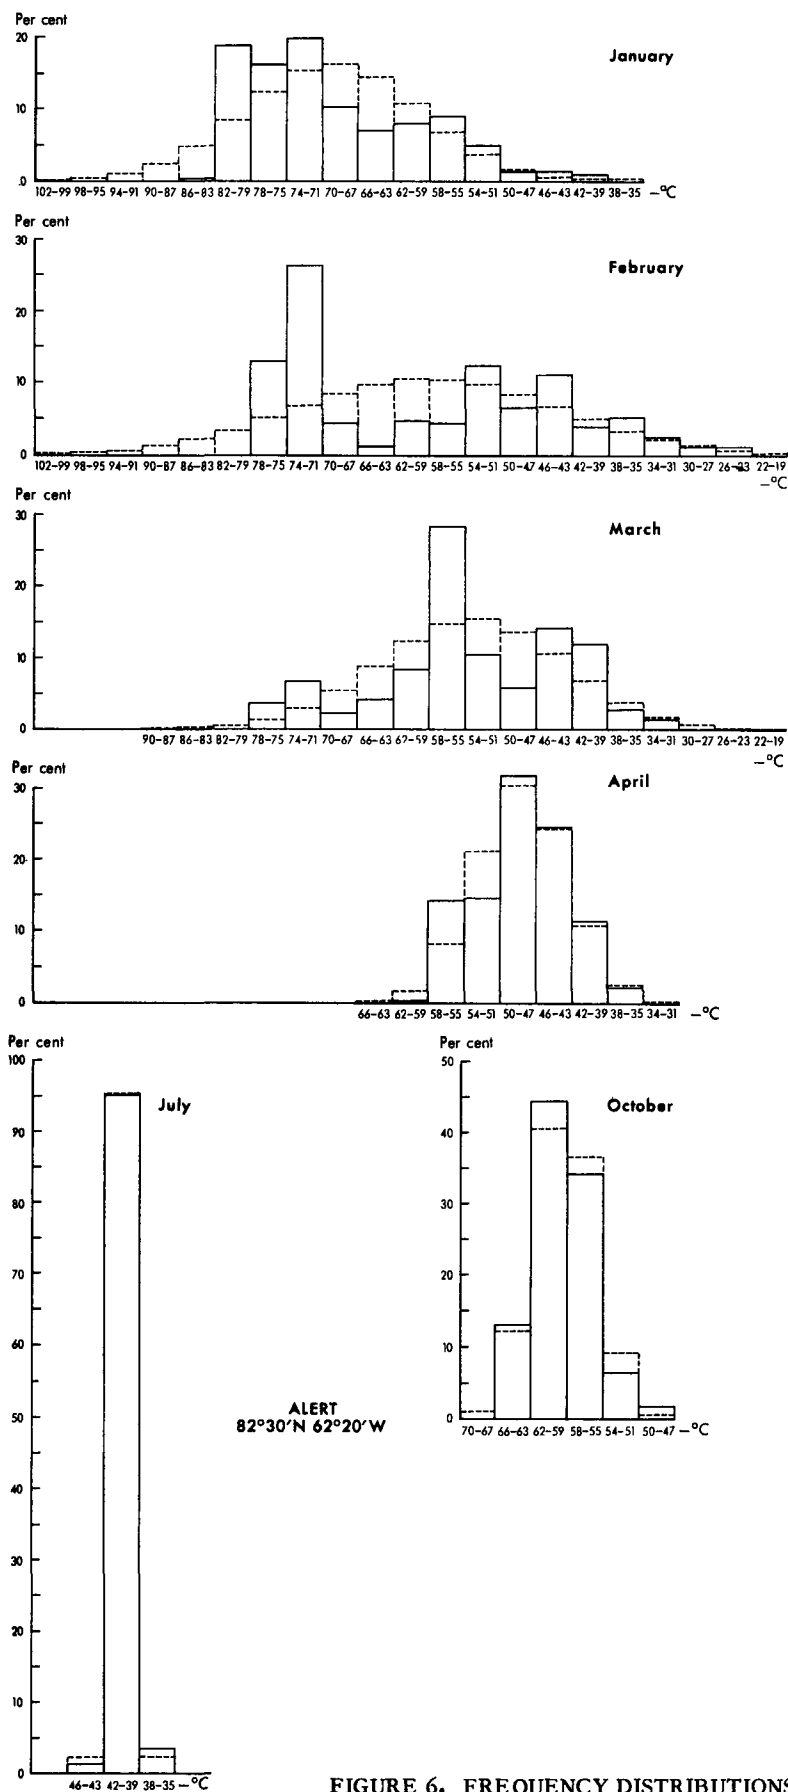 Per cent
20
10
.0
January
102–99 98–95 94–91 90–87 86–83 82–79 78–75 74–71 70–67 66–63 62–59 58–55 54–51 50–47 46–43 42–39 38–35 –°C
Per cent
30
20
10
0
February
102–99 98–95 94–91 90–87 86–83 82–79 78–75 74–71 70–67 66–63 62–59 58–55 54–51 50–47 46–43 42–39 38–35 34–31 30–27 26–23 22–19
–°C
Per cent
30
20
10
0
March
90–87 86–83 82–79 78–75 74–71 70–67 66–63 62–59 58–55 54–51 50–47 46–43 42–39 38–35 34–31 30–27 26–23 22–19
–°C
Per cent
30
20
10
0
April
66–63 62–59 58–55 54–51 50–47 46–43 42–39 38–35 34–31 –°C
Per cent
100
90
80
70
60
50
40
30
20
10
0
July
46–43 42–39 38–35 –°C
Per cent
50
40
30
20
10
0
October
70–67 66–63 62–59 58–55 54–51 50–47 –°C
ALERT
82°30′N 62°20′W
FIGURE 6. FREQUENCY DISTRIBUTIONS